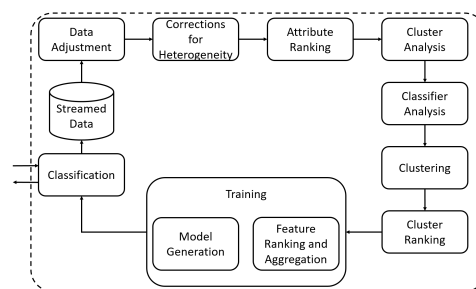 Data
Adjustment
Corrections
for
Heterogeneity
Attribute
Ranking
Cluster
Analysis
Classifier
Analysis
Clustering
Cluster
Ranking
Training
Feature
Ranking and
Aggregation
Model
Generation
Classification
Streamed
Data